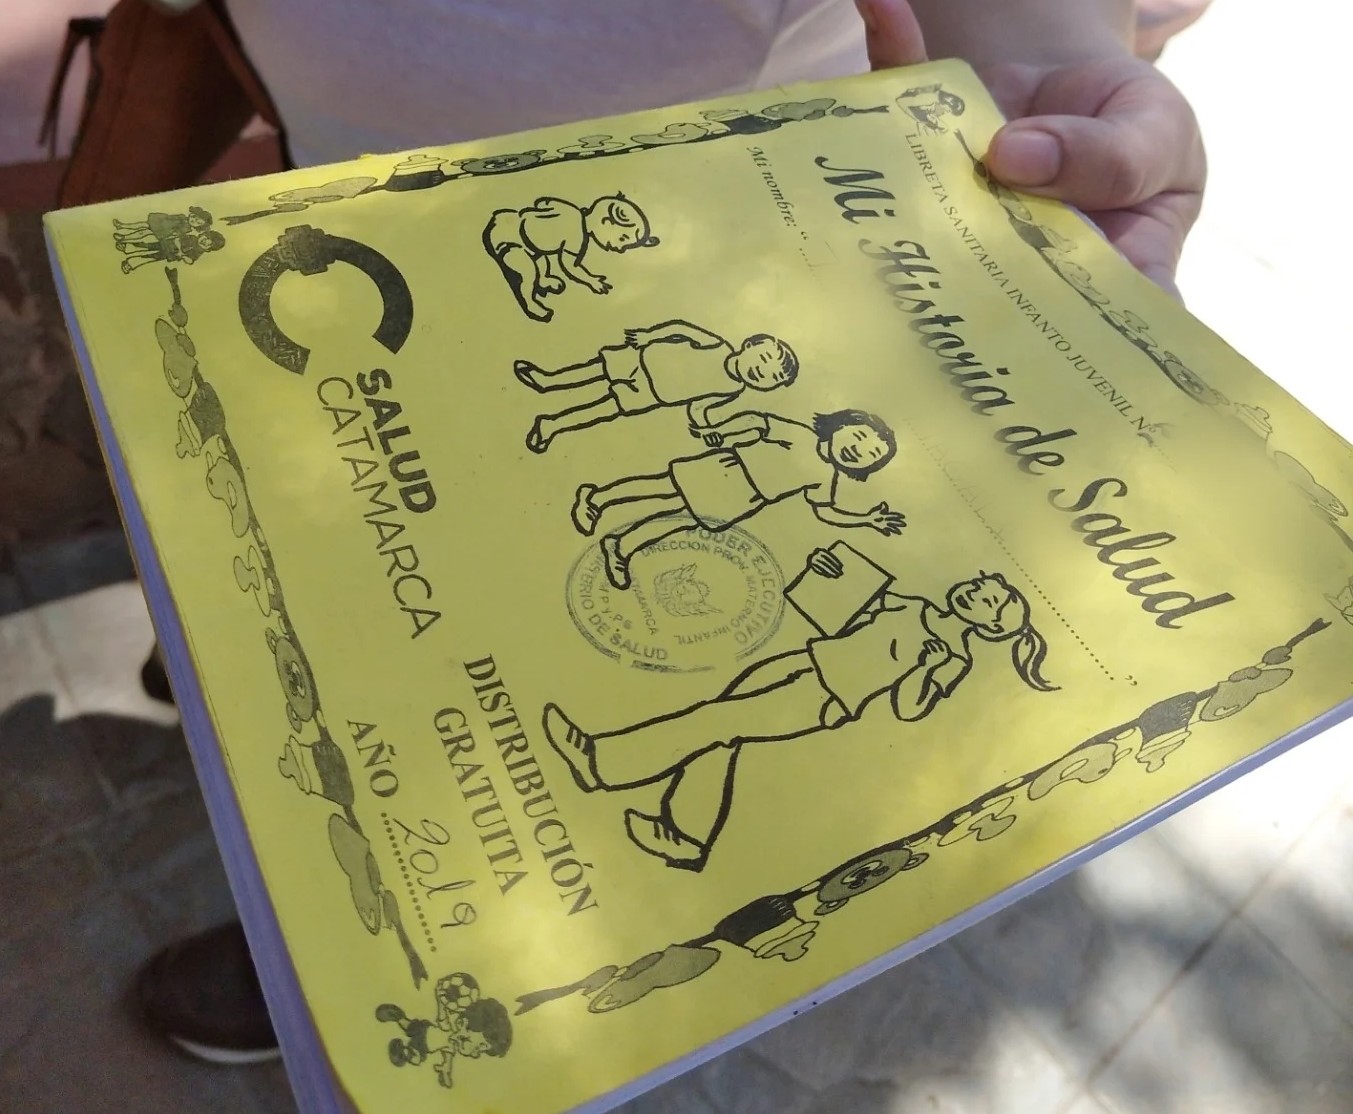 LIBRETA SANITARIA INFANTO JUVENIL Nº
Mi Historia de Salud
Mi nombre: “ ”
PODER EJECUTIVO
MINISTERIO DE SALUD
DIRECCION PROV. MATERNO INFANTIL
CATAMARCA
SALUD
CATAMARCA
DISTRIBUCIÓN
GRATUITA
AÑO 2019